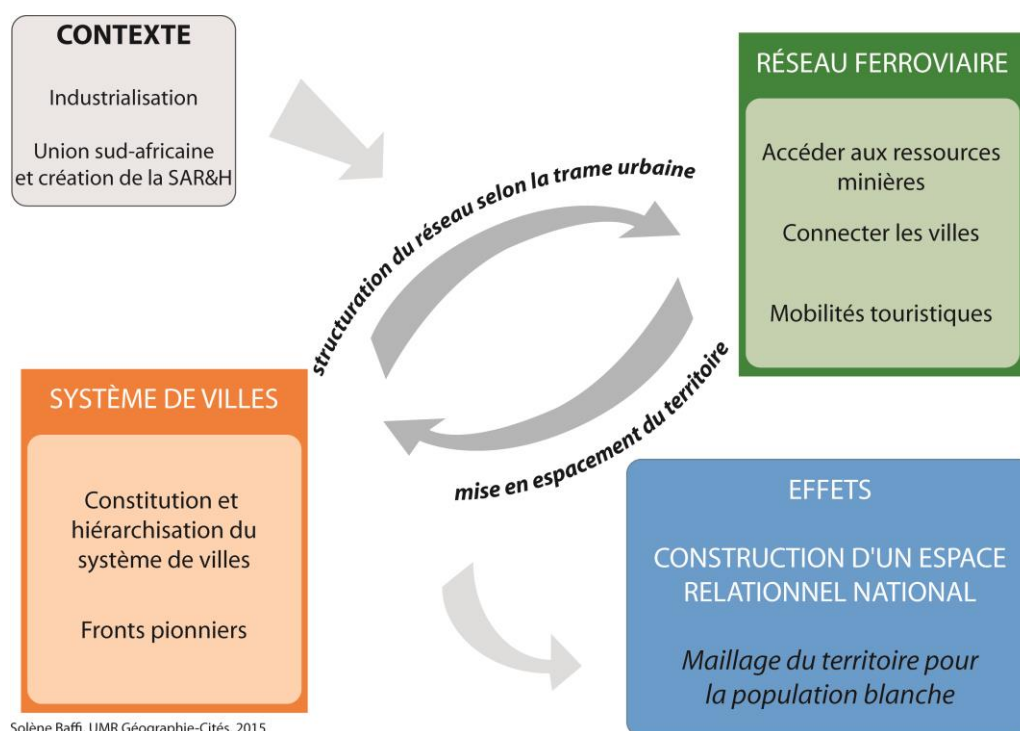 CONTEXTE
Industrialisation
Union sud-africaine
et création de la SAR&H
RÉSEAU FERROVIAIRE
Accéder aux ressources
minières
Connecter les villes
Mobilités touristiques
structuration du réseau selon la trame urbaine
mise en espacement du territoire
SYSTÈME DE VILLES
Constitution et
hiérarchisation du
système de villes
Fronts pionniers
EFFETS
CONSTRUCTION D'UN ESPACE
RELATIONNEL NATIONAL
Maillage du territoire pour
la population blanche
Solène Baffi, UMR Géographie-Cités, 2015